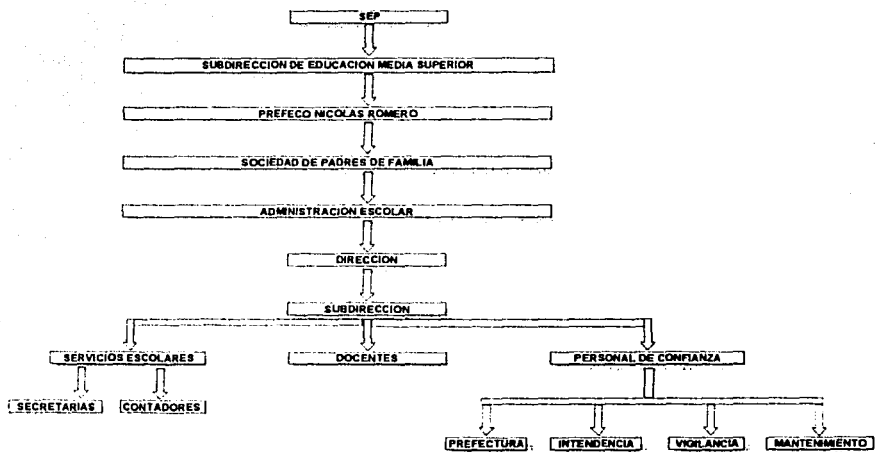 SEP
SUBDIRECCION DE EDUCACION MEDIA SUPERIOR
PREFECO NICOLAS ROMERO
SOCIEDAD DE PADRES DE FAMILIA
ADMINISTRACION ESCOLAR
DIRECCION
SUBDIRECCION
SERVICIOS ESCOLARES
DOCENTES
PERSONAL DE CONFIANZA
SECRETARIAS
CONTADORES
PREFECTURA
INTENDENCIA
VIGILANCIA
MANTENIMIENTO